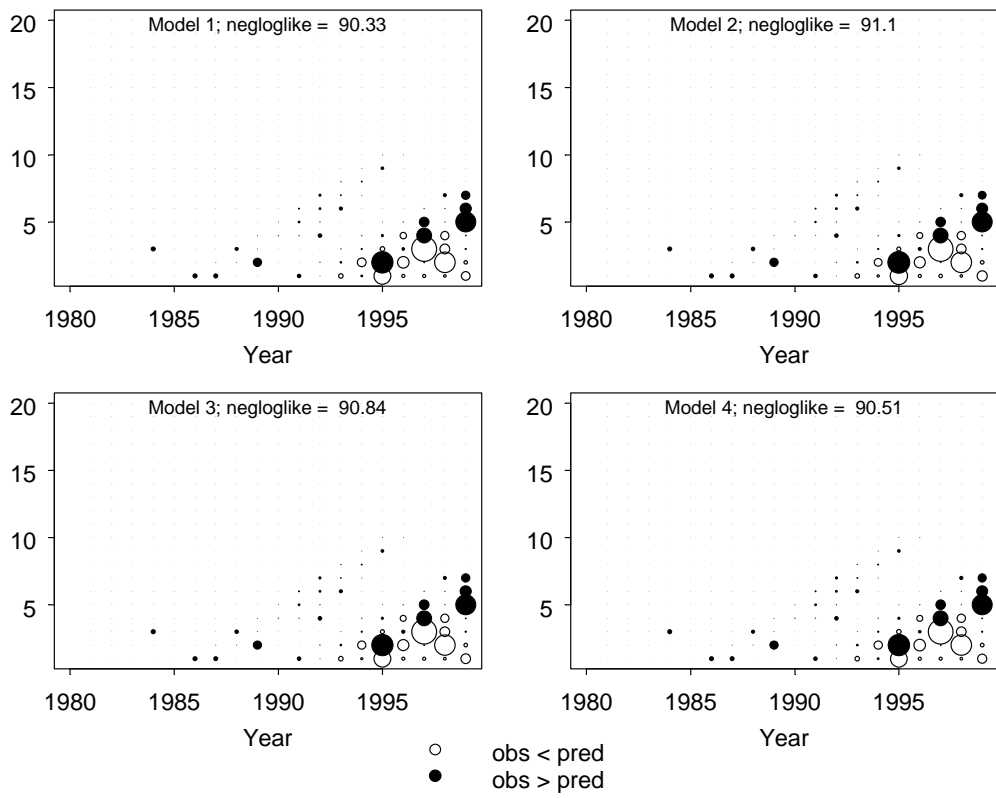 Model 1; negloglike = 90.33
20
15
10
5
1980 1985 1990 1995
Year
Model 2; negloglike = 91.1
20
15
10
5
1980 1985 1990 1995
Year
Model 3; negloglike = 90.84
20
15
10
5
1980 1985 1990 1995
Year
Model 4; negloglike = 90.51
20
15
10
5
1980 1985 1990 1995
Year
obs < pred
obs > pred